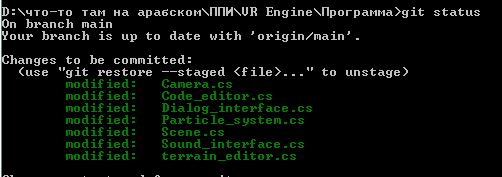 D:\что-то там на арабском\ППИ\VR Engine\Программа>git status
On branch main
Your branch is up to date with 'origin/main'.
Changes to be committed:
(use "git restore --staged <file>..." to unstage)
modified: Camera.cs
modified: Code_editor.cs
modified: Dialog_interface.cs
modified: Particle_system.cs
modified: Scene.cs
modified: Sound_interface.cs
modified: terrain_editor.cs